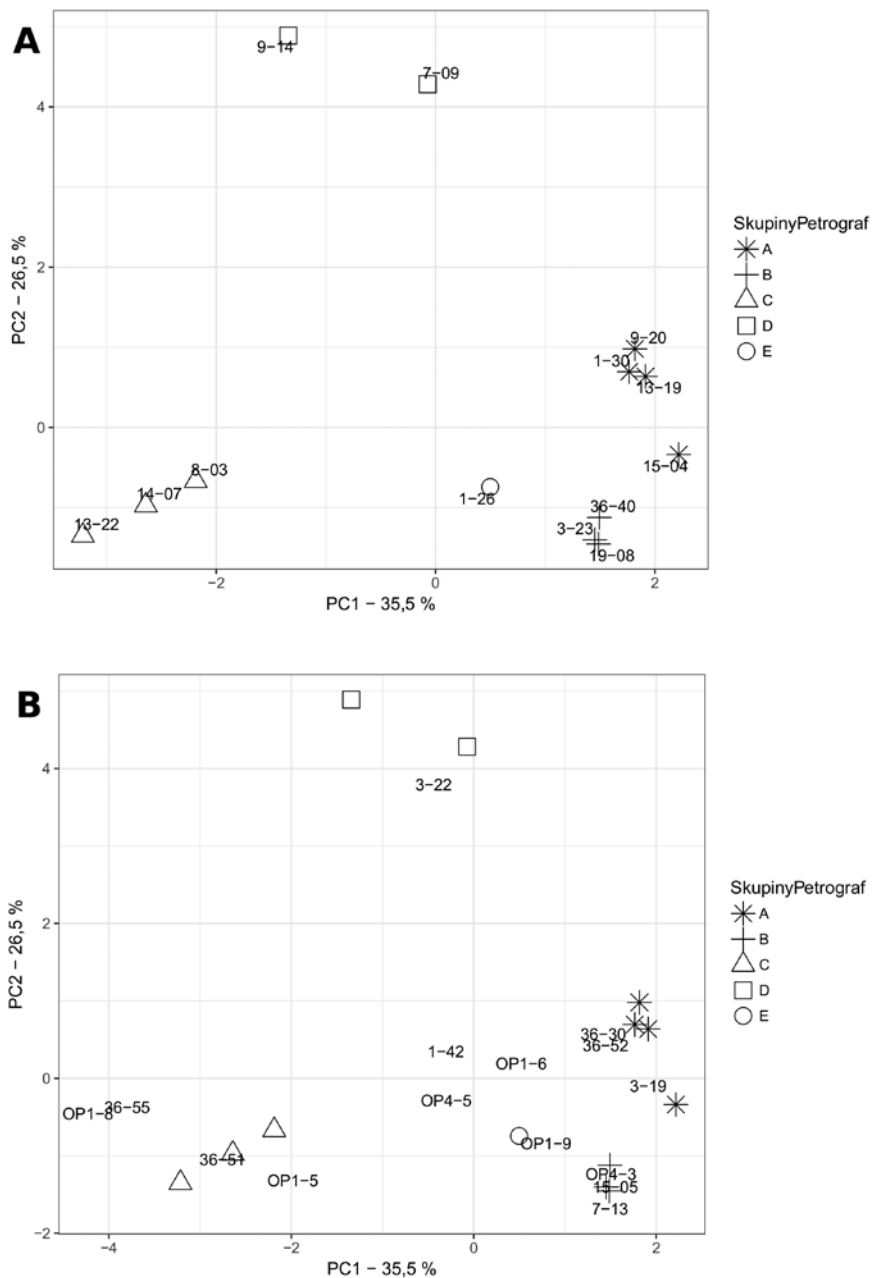 A
9−14
7−09
4
2
0
PC2 − 26,5 %
9−20
1−30
13−19
15−04
8−03
14−07
13−22
1−26
36−40
3−23
19−08
−2
0
2
PC1 − 35,5 %
SkupinyPetrograf
A
B
C
D
E
B
3−22
4
2
0
−2
PC2 − 26,5 %
36−30
36−52
1−42
OP1−6
3−19
OP4−5
36−55
OP1−8
OP1−9
36−51
OP1−5
OP4−3
15−05
7−13
−4
−2
0
2
PC1 − 35,5 %
SkupinyPetrograf
A
B
C
D
E